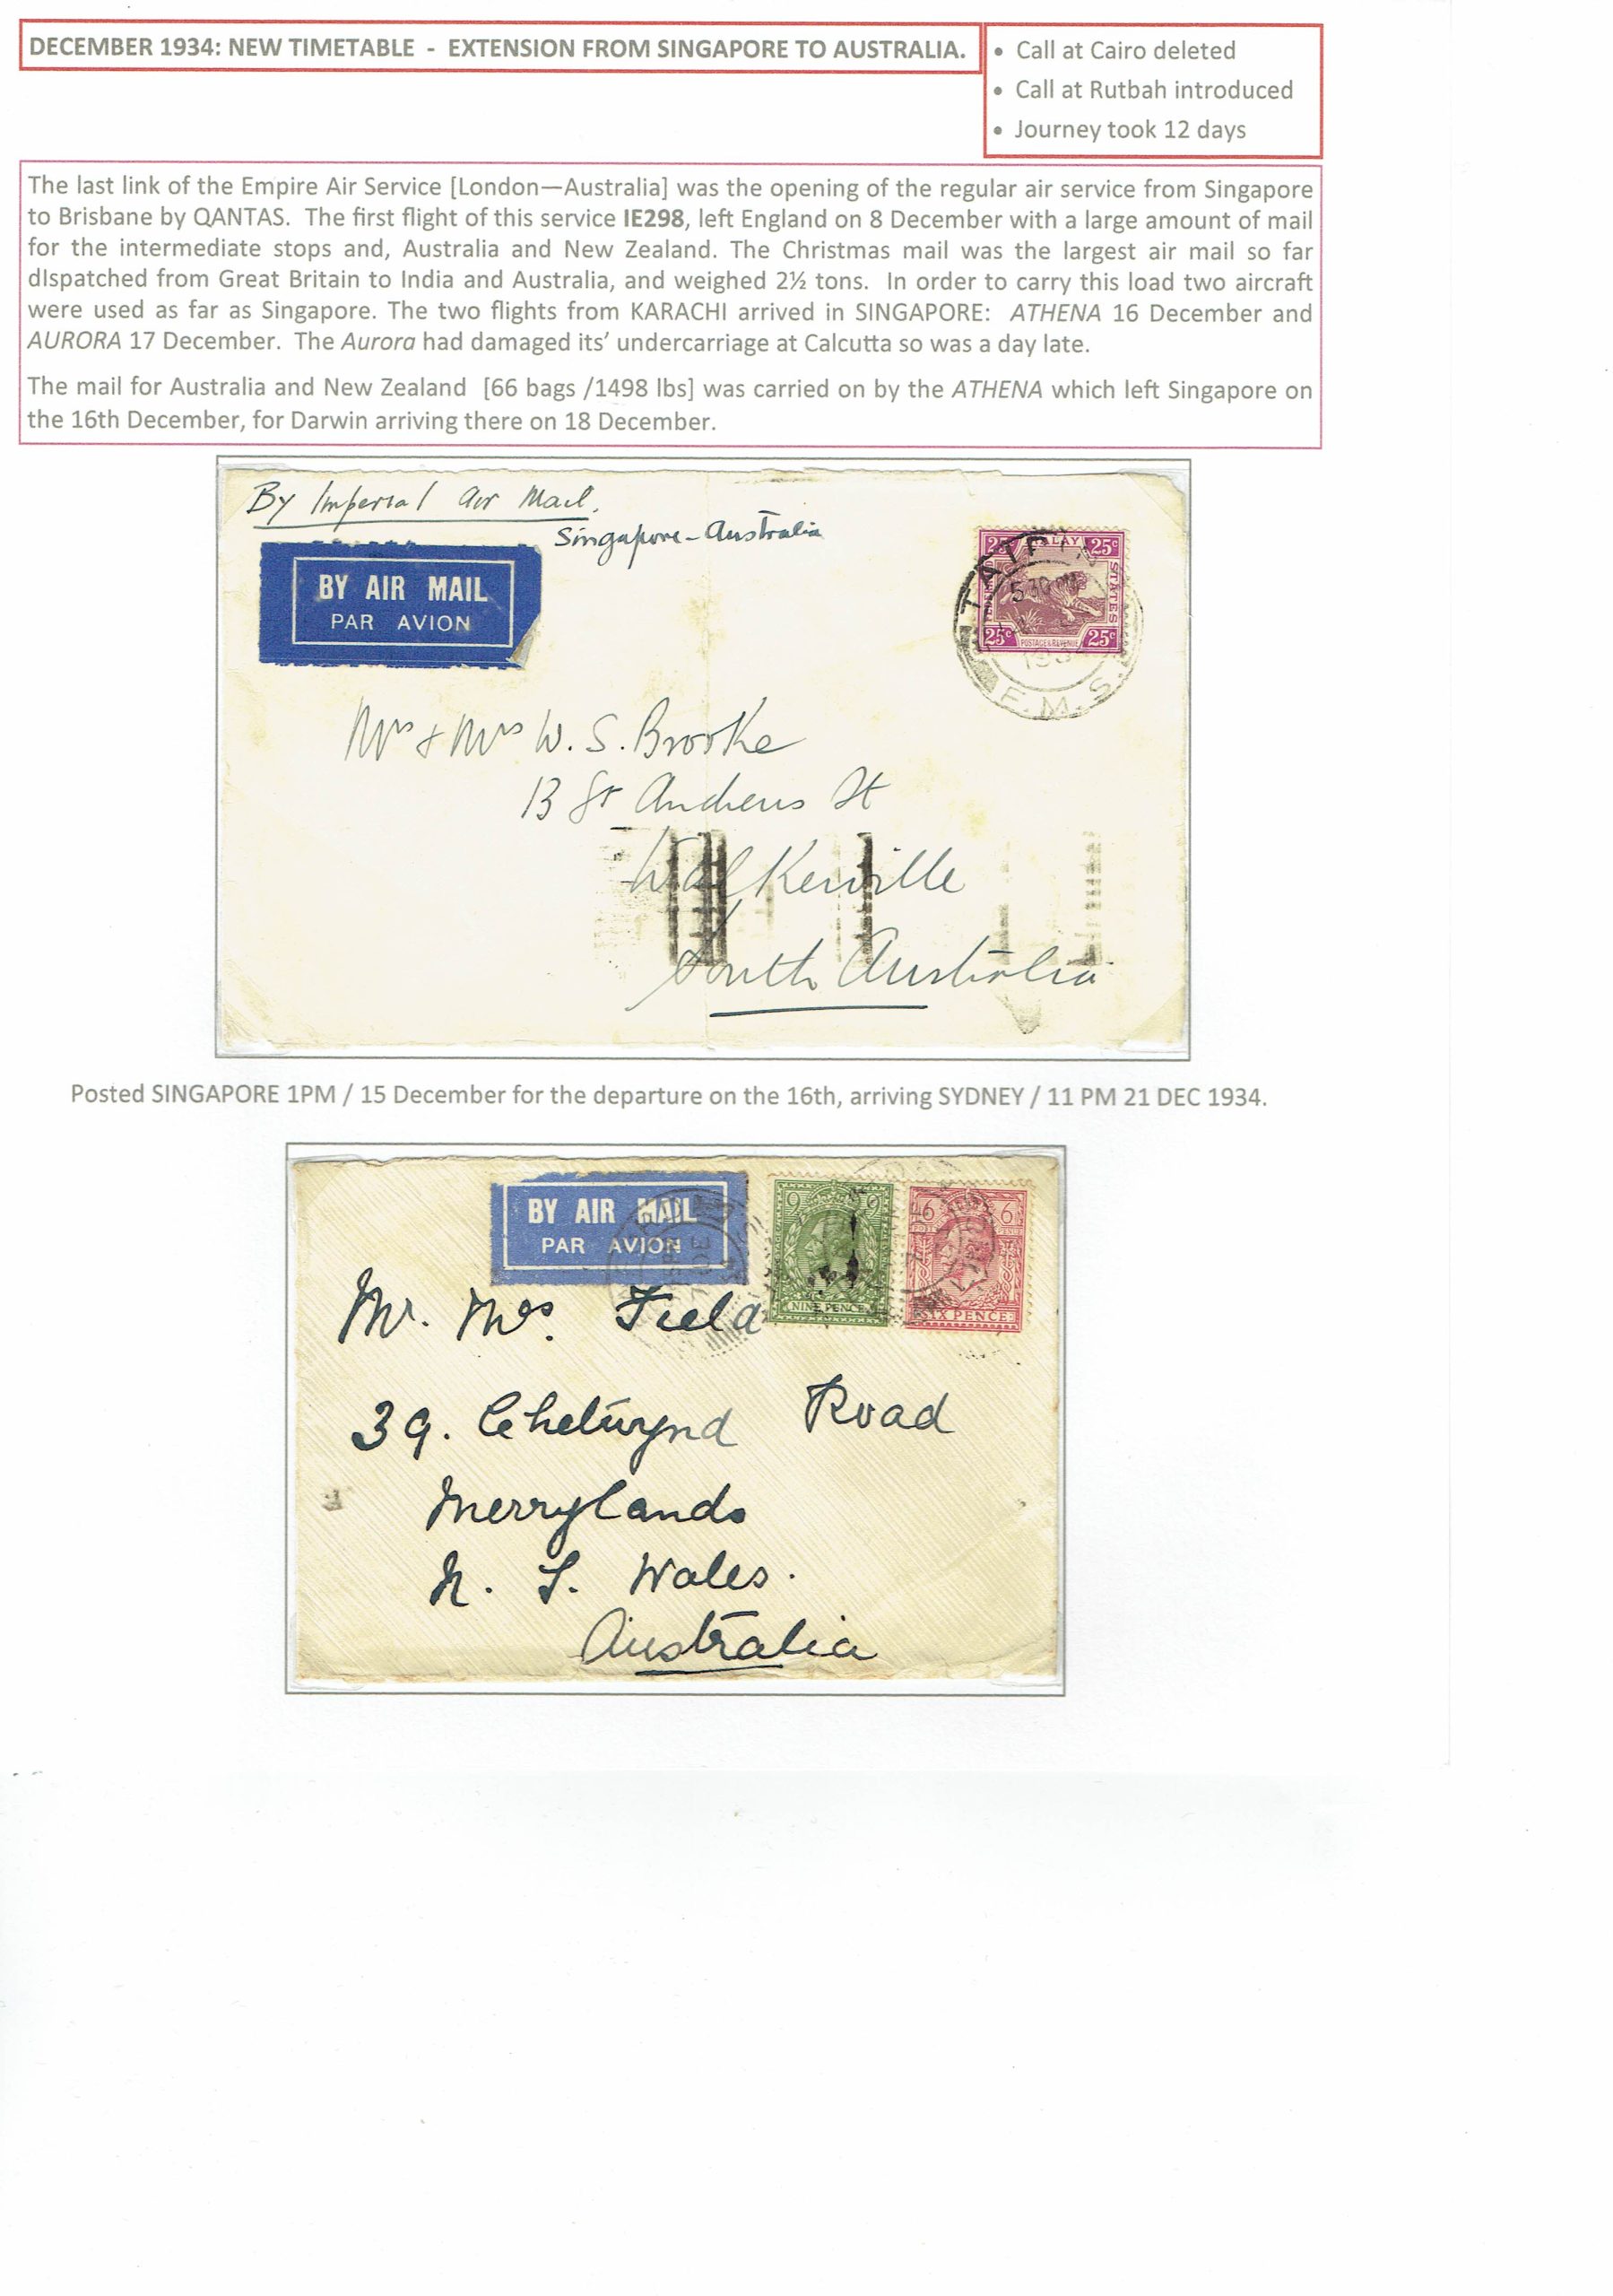 DECEMBER 1934: NEW TIMETABLE - EXTENSION FROM SINGAPORE TO AUSTRALIA.
• Call at Cairo deleted
• Call at Rutbah introduced
• Journey took 12 days
The last link of the Empire Air Service [London—Australia] was the opening of the regular air service from Singapore
to Brisbane by QANTAS. The first flight of this service IE298, left England on 8 December with a large amount of mail
for the intermediate stops and, Australia and New Zealand. The Christmas mail was the largest air mail so far
dIspatched from Great Britain to India and Australia, and weighed 2½ tons. In order to carry this load two aircraft
were used as far as Singapore. The two flights from KARACHI arrived in SINGAPORE: ATHENA 16 December and
AURORA 17 December. The Aurora had damaged its' undercarriage at Calcutta so was a day late.
The mail for Australia and New Zealand [66 bags /1498 lbs] was carried on by the ATHENA which left Singapore on
the 16th December, for Darwin arriving there on 18 December.
By Imperial Air Mail.
Singapore - Australia
BY AIR MAIL
PAR AVION
25c
STATES
25c 25c
POSTAGE & REVENUE
5 30 PM
F.M.S.
Mrs & Mrs W. S. Brooke
13 St Andrews St
Walkerville
South Australia
Posted SINGAPORE 1PM / 15 December for the departure on the 16th, arriving SYDNEY / 11 PM 21 DEC 1934.
BY AIR MAIL
PAR AVION
9 9
NINE PENCE
6 6
SIX PENCE
Mr. Mrs. Field
39. Chetwynd Road
Merrylands
N. S. Wales.
Australia